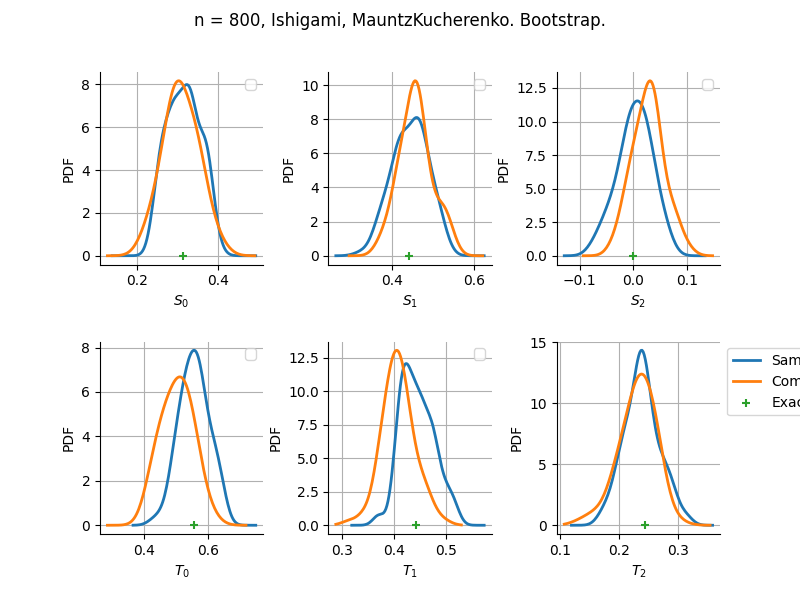 n = 800, Ishigami, MauntzKucherenko. Bootstrap.
PDF
8
6
4
2
0
0.2 0.4
S0
PDF
10
8
6
4
2
0
0.4 0.6
S1
PDF
12.5
10.0
7.5
5.0
2.5
0.0
−0.1 0.0 0.1
S2
PDF
8
6
4
2
0
0.4 0.6
T0
PDF
12.5
10.0
7.5
5.0
2.5
0.0
0.3 0.4 0.5
T1
PDF
15
10
5
0
0.1 0.2 0.3
T2
Sam
Com
Exac